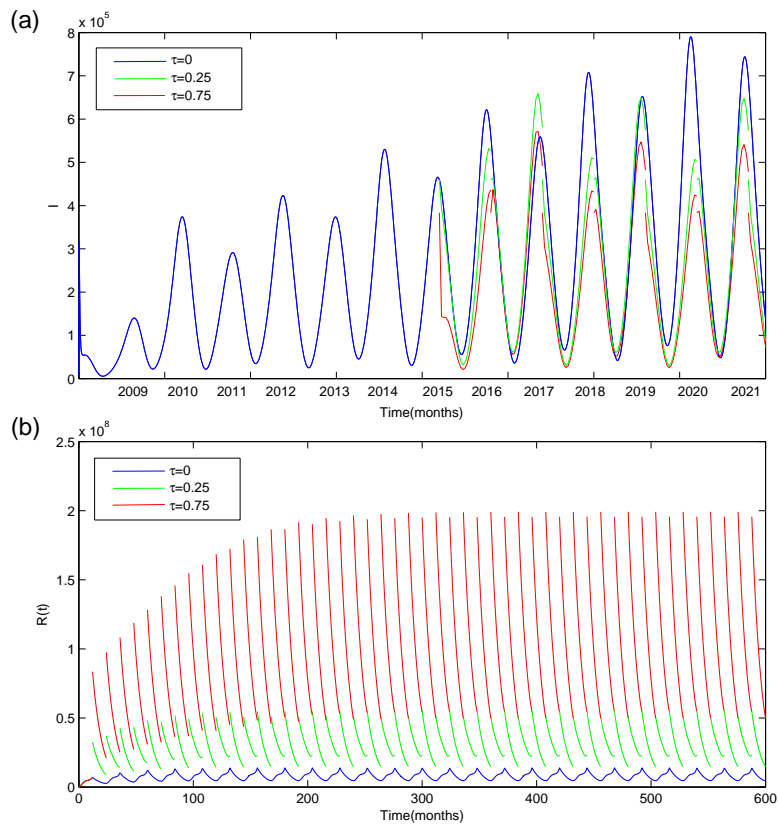 (a)
x 10^5
8
7
6
5
4
3
2
1
0
I
τ=0
τ=0.25
τ=0.75
2009 2010 2011 2012 2013 2014 2015 2016 2017 2018 2019 2020 2021
Time(months)
(b)
x 10^8
2.5
2
1.5
1
0.5
0
R(t)
τ=0
τ=0.25
τ=0.75
0 100 200 300 400 500 600
Time(months)